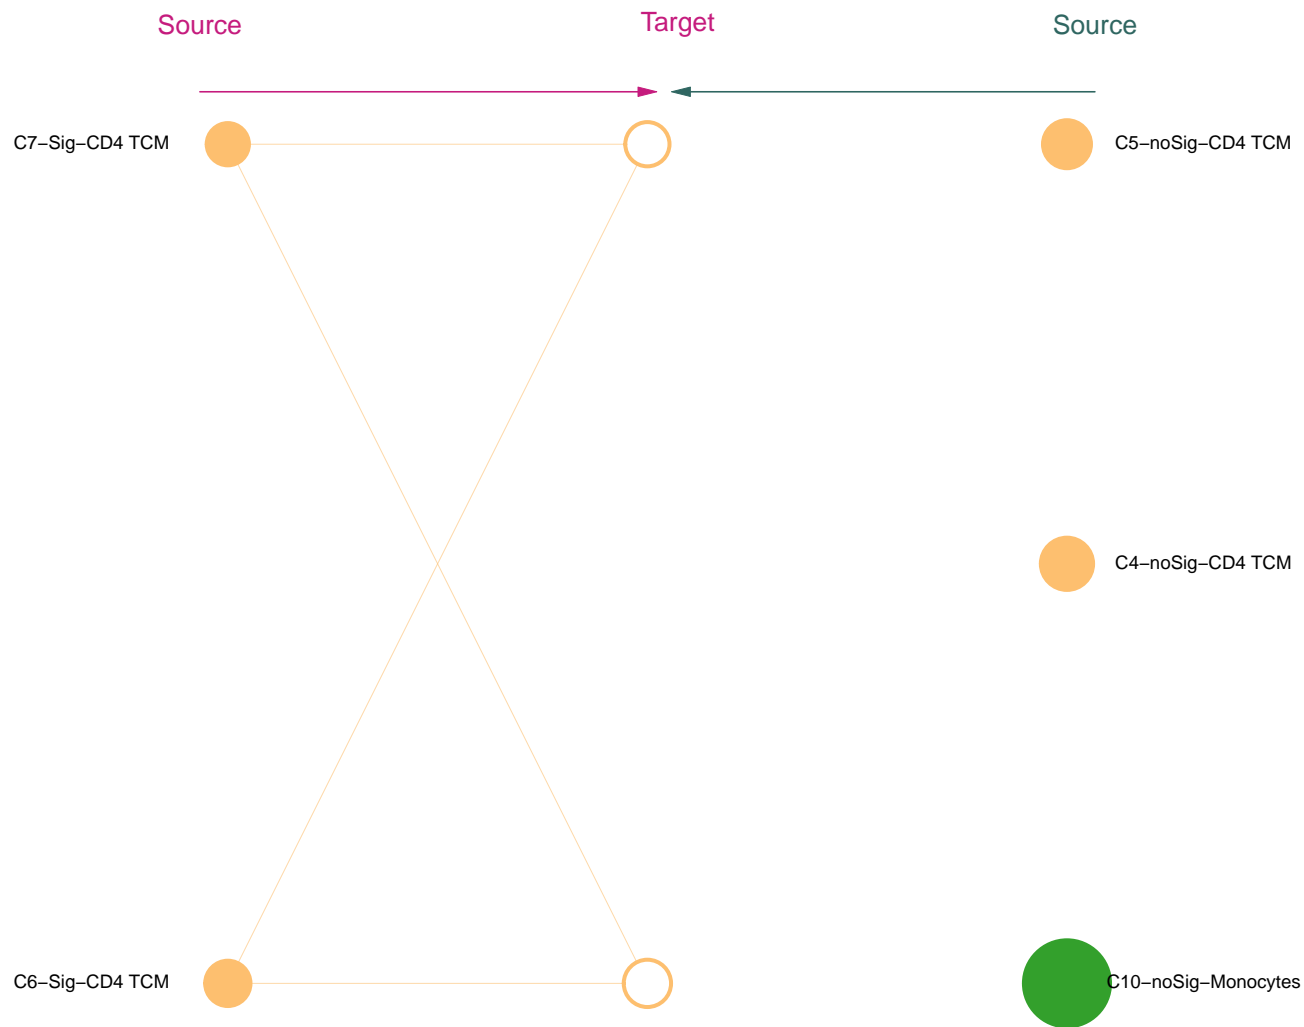 Source
Target
Source
C7−Sig−CD4 TCM
C5−noSig−CD4 TCM
C4−noSig−CD4 TCM
C6−Sig−CD4 TCM
C10−noSig−Monocytes